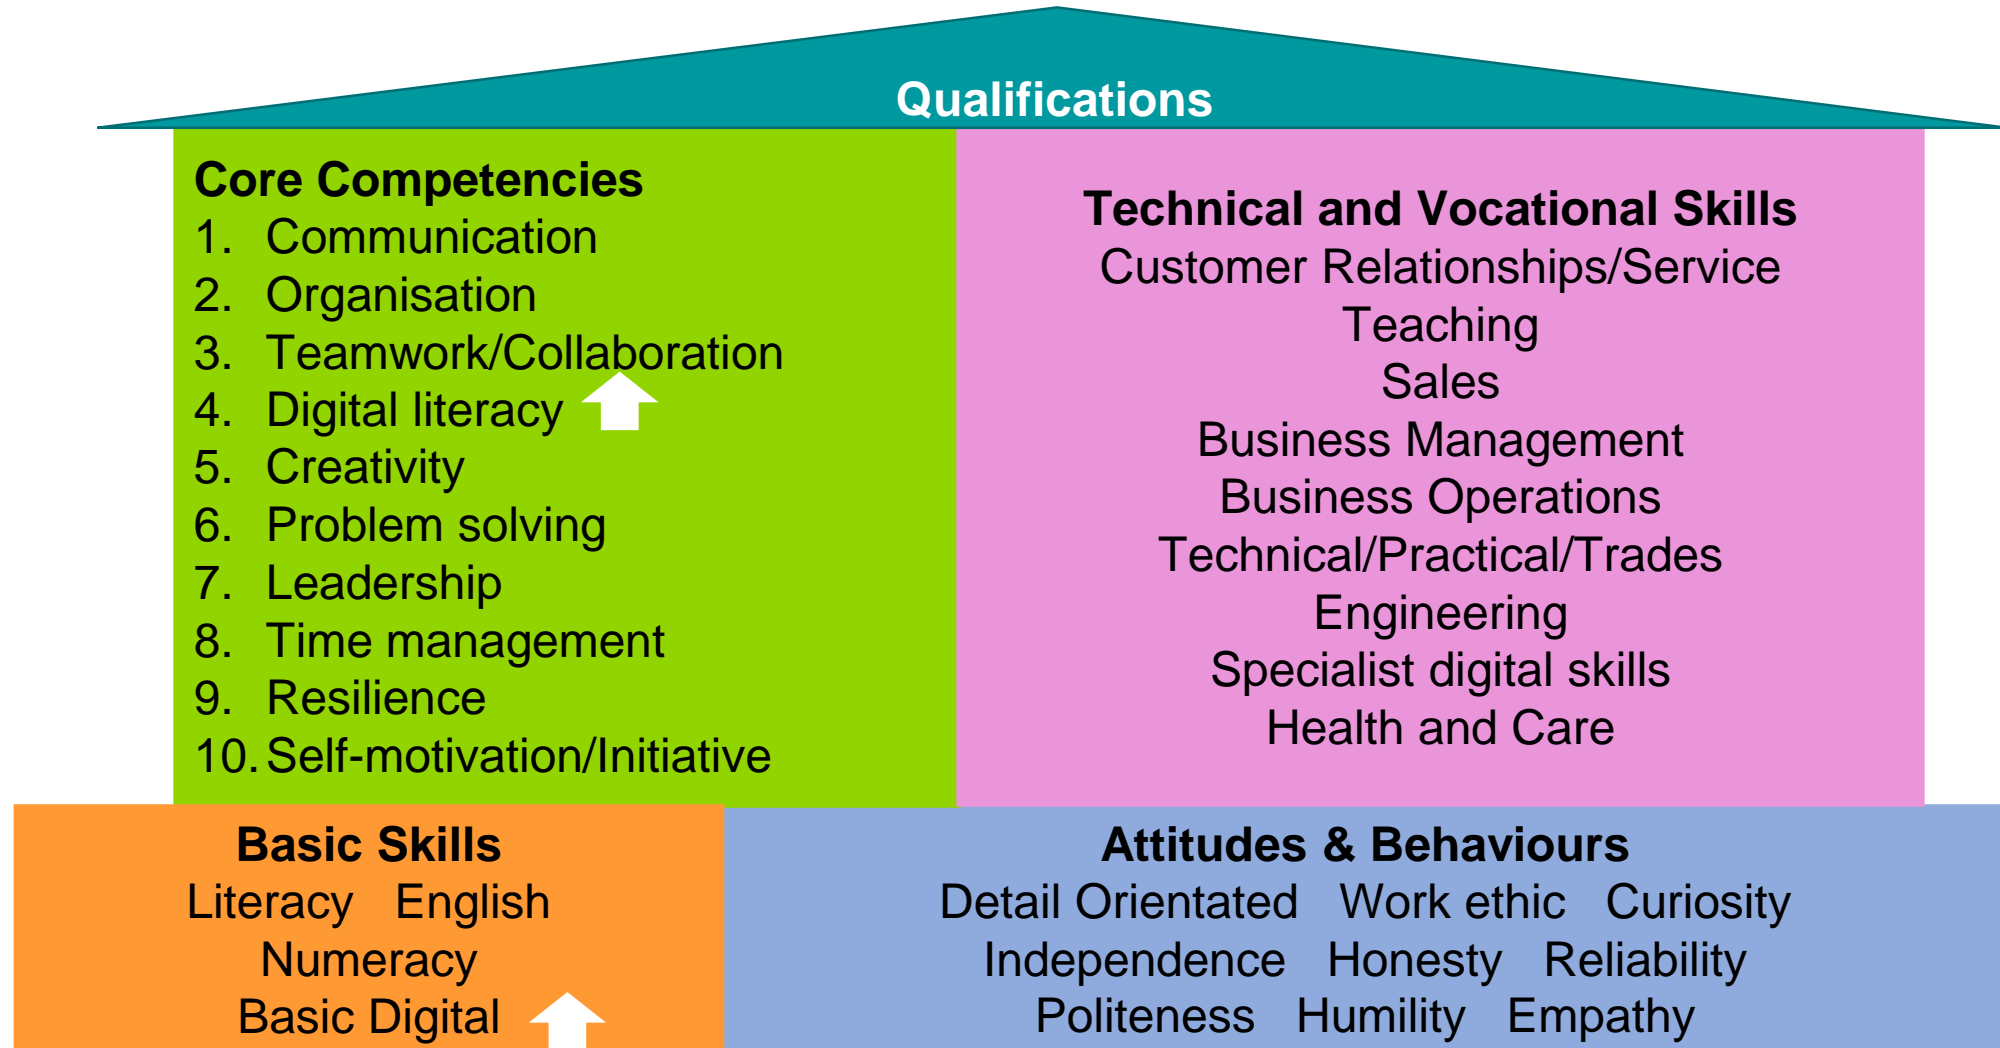 Qualifications
Core Competencies
1. Communication
2. Organisation
3. Teamwork/Collaboration
4. Digital literacy
5. Creativity
6. Problem solving
7. Leadership
8. Time management
9. Resilience
10. Self-motivation/Initiative
Technical and Vocational Skills
Customer Relationships/Service
Teaching
Sales
Business Management
Business Operations
Technical/Practical/Trades
Engineering
Specialist digital skills
Health and Care
Basic Skills
Literacy English
Numeracy
Basic Digital
Attitudes & Behaviours
Detail Orientated Work ethic Curiosity
Independence Honesty Reliability
Politeness Humility Empathy